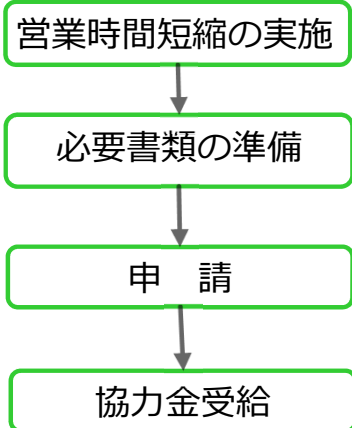 営業時間短縮の実施
必要書類の準備
申　請
協力金受給